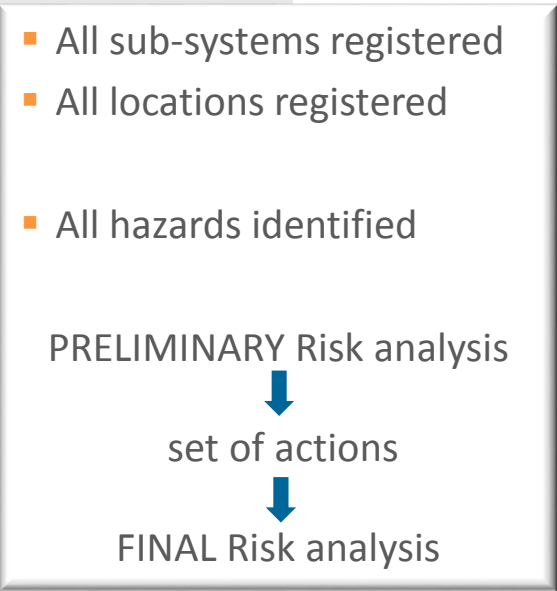 ▪ All sub-systems registered
▪ All locations registered
▪ All hazards identified
PRELIMINARY Risk analysis
set of actions
FINAL Risk analysis